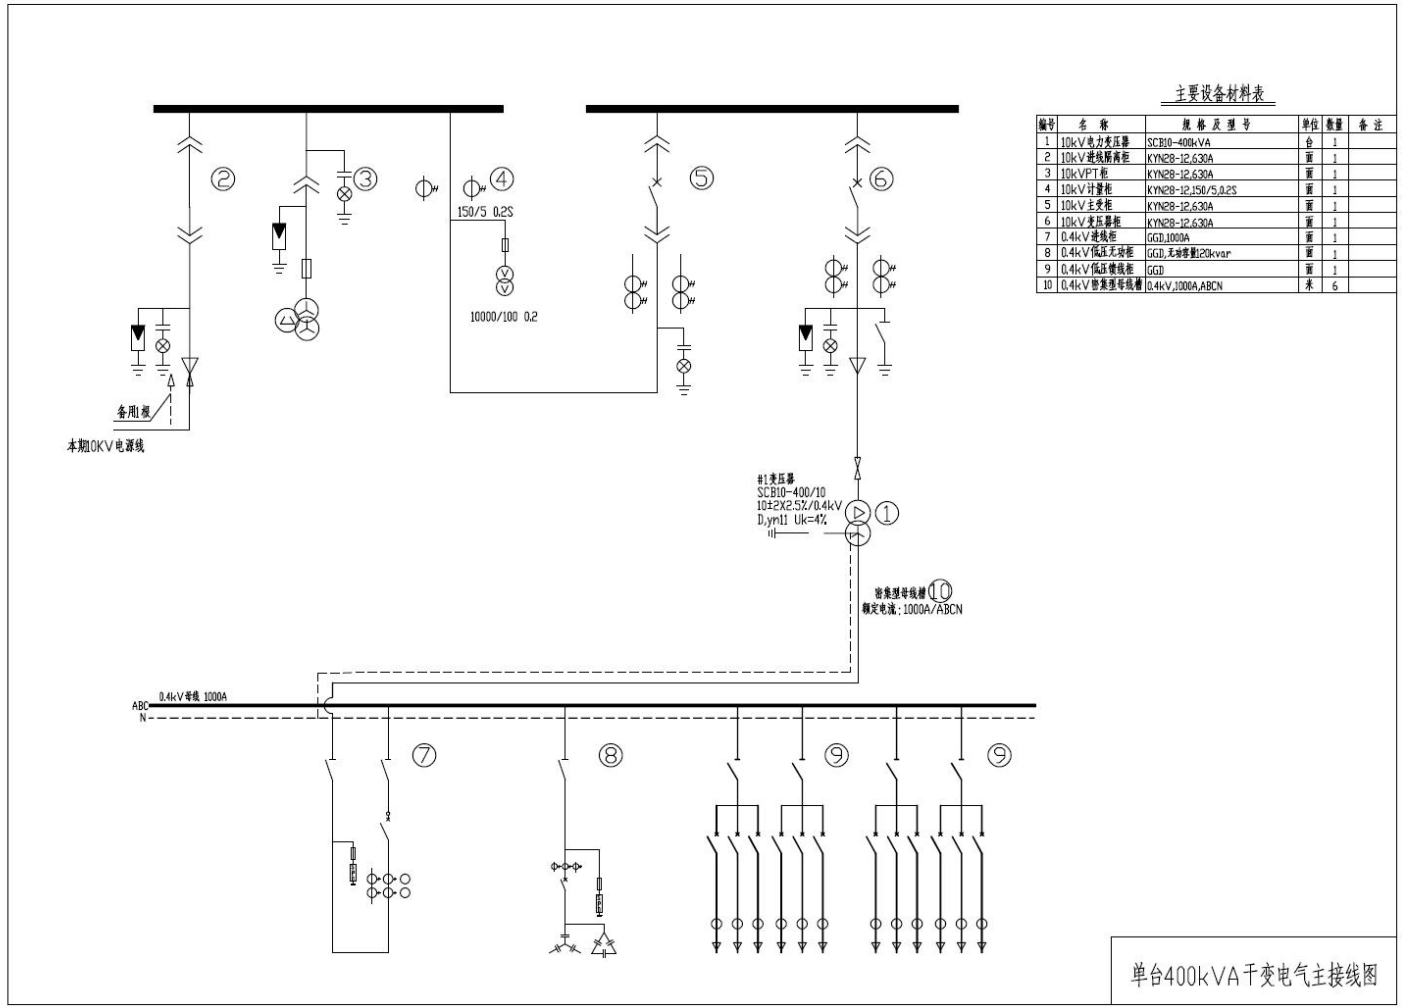 主要设备材料表
编号 名 称 规 格 及 型 号 单位 数量 备 注
1 10kV电力变压器 SCB10-400kVA 台 1
2 10kV进线隔离柜 KYN28-12,630A 面 1
3 10kVPT柜 KYN28-12,630A 面 1
4 10kV计量柜 KYN28-12,150/5,0.2S 面 1
5 10kV主受柜 KYN28-12,630A 面 1
6 10kV变压器柜 KYN28-12,630A 面 1
7 0.4kV进线柜 GGD,1000A 面 1
8 0.4kV低压无功柜 GGD,无功容量120kvar 面 1
9 0.4kV低压馈线柜 GGD 面 1
10 0.4kV密集型母线槽 0.4kV,1000A,ABCN 米 6
② ③ ④ ⑤ ⑥
150/5 0.2S
10000/100 0.2
备用1根
本期10KV电源线
#1变压器
SCB10-400/10
10±2X2.5%/0.4kV
D,yn11 Uk=4%
①
密集型母线槽⑩
额定电流:1000A/ABCN
0.4kV母线 1000A
ABC
N
⑦ ⑧ ⑨ ⑨
单台400kVA干变电气主接线图